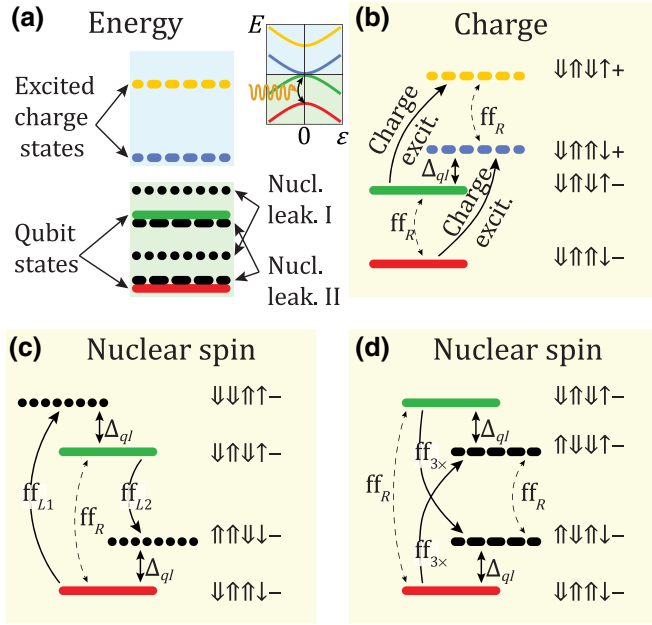 (a) Energy
Excited
charge
states
Qubit
states
Nucl.
leak. I
Nucl.
leak. II
E
0
ε
(b) Charge
Charge
excit.
Charge
excit.
ff_R
Δ_ql
ff_R
⇓⇑⇓↑+
⇓⇑⇑↓+
⇓⇑⇓↑−
⇓⇑⇑↓−
(c) Nuclear spin
Δ_ql
ff_L1
ff_R
ff_L2
Δ_ql
⇓⇓⇑↑−
⇓⇑⇓↑−
⇑⇑⇓↓−
⇓⇑⇑↓−
(d) Nuclear spin
Δ_ql
ff_3×
ff_R
ff_R
ff_3×
Δ_ql
⇓⇑⇓↑−
⇓⇑⇑↓−